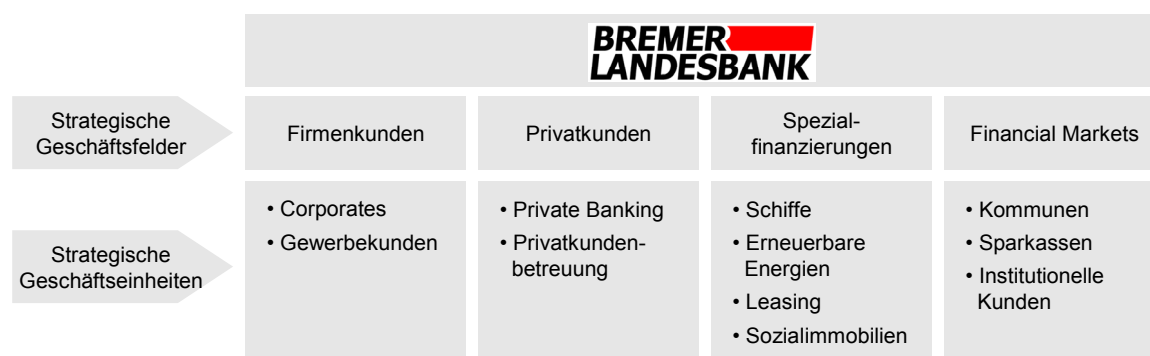 BREMER
LANDESBANK
Strategische
Geschäftsfelder
Firmenkunden
Privatkunden
Spezial-
finanzierungen
Financial Markets
Strategische
Geschäftseinheiten
• Corporates
• Gewerbekunden
• Private Banking
• Privatkunden-
betreuung
• Schiffe
• Erneuerbare
Energien
• Leasing
• Sozialimmobilien
• Kommunen
• Sparkassen
• Institutionelle
Kunden